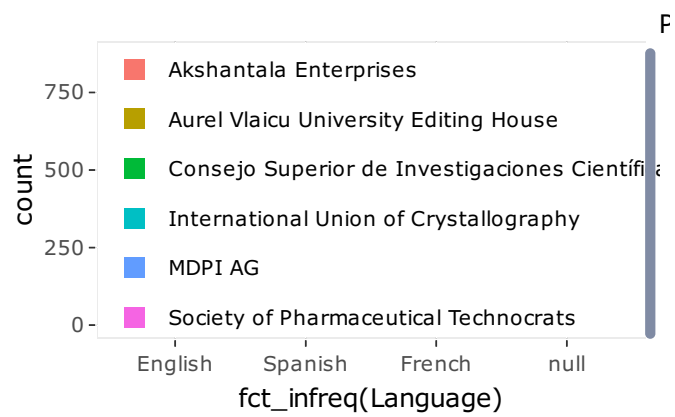 P
Akshantala Enterprises
750
Aurel Vlaicu University Editing House
500
Consejo Superior de Investigaciones
250
International Union of Crystallography
MDPI AG
0
Society of Pharmaceutical Technocrats
count
English Spanish French null
fct_infreq(Language)